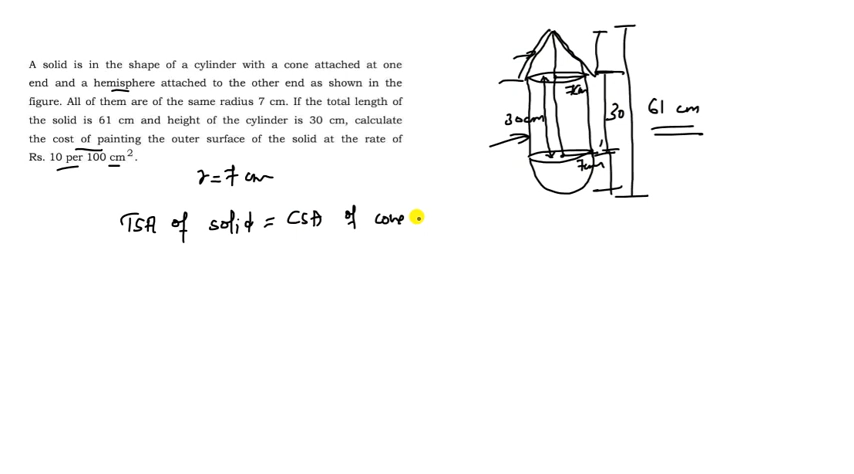 A solid is in the shape of a cylinder with a cone attached at one
end and a hemisphere attached to the other end as shown in the
figure. All of them are of the same radius 7 cm. If the total length of
the solid is 61 cm and height of the cylinder is 30 cm, calculate
the cost of painting the outer surface of the solid at the rate of
Rs. 10 per 100 cm².
r = 7 cm
TSA of solid = CSA of cone
7cm
30cm
30
61 cm
7cm